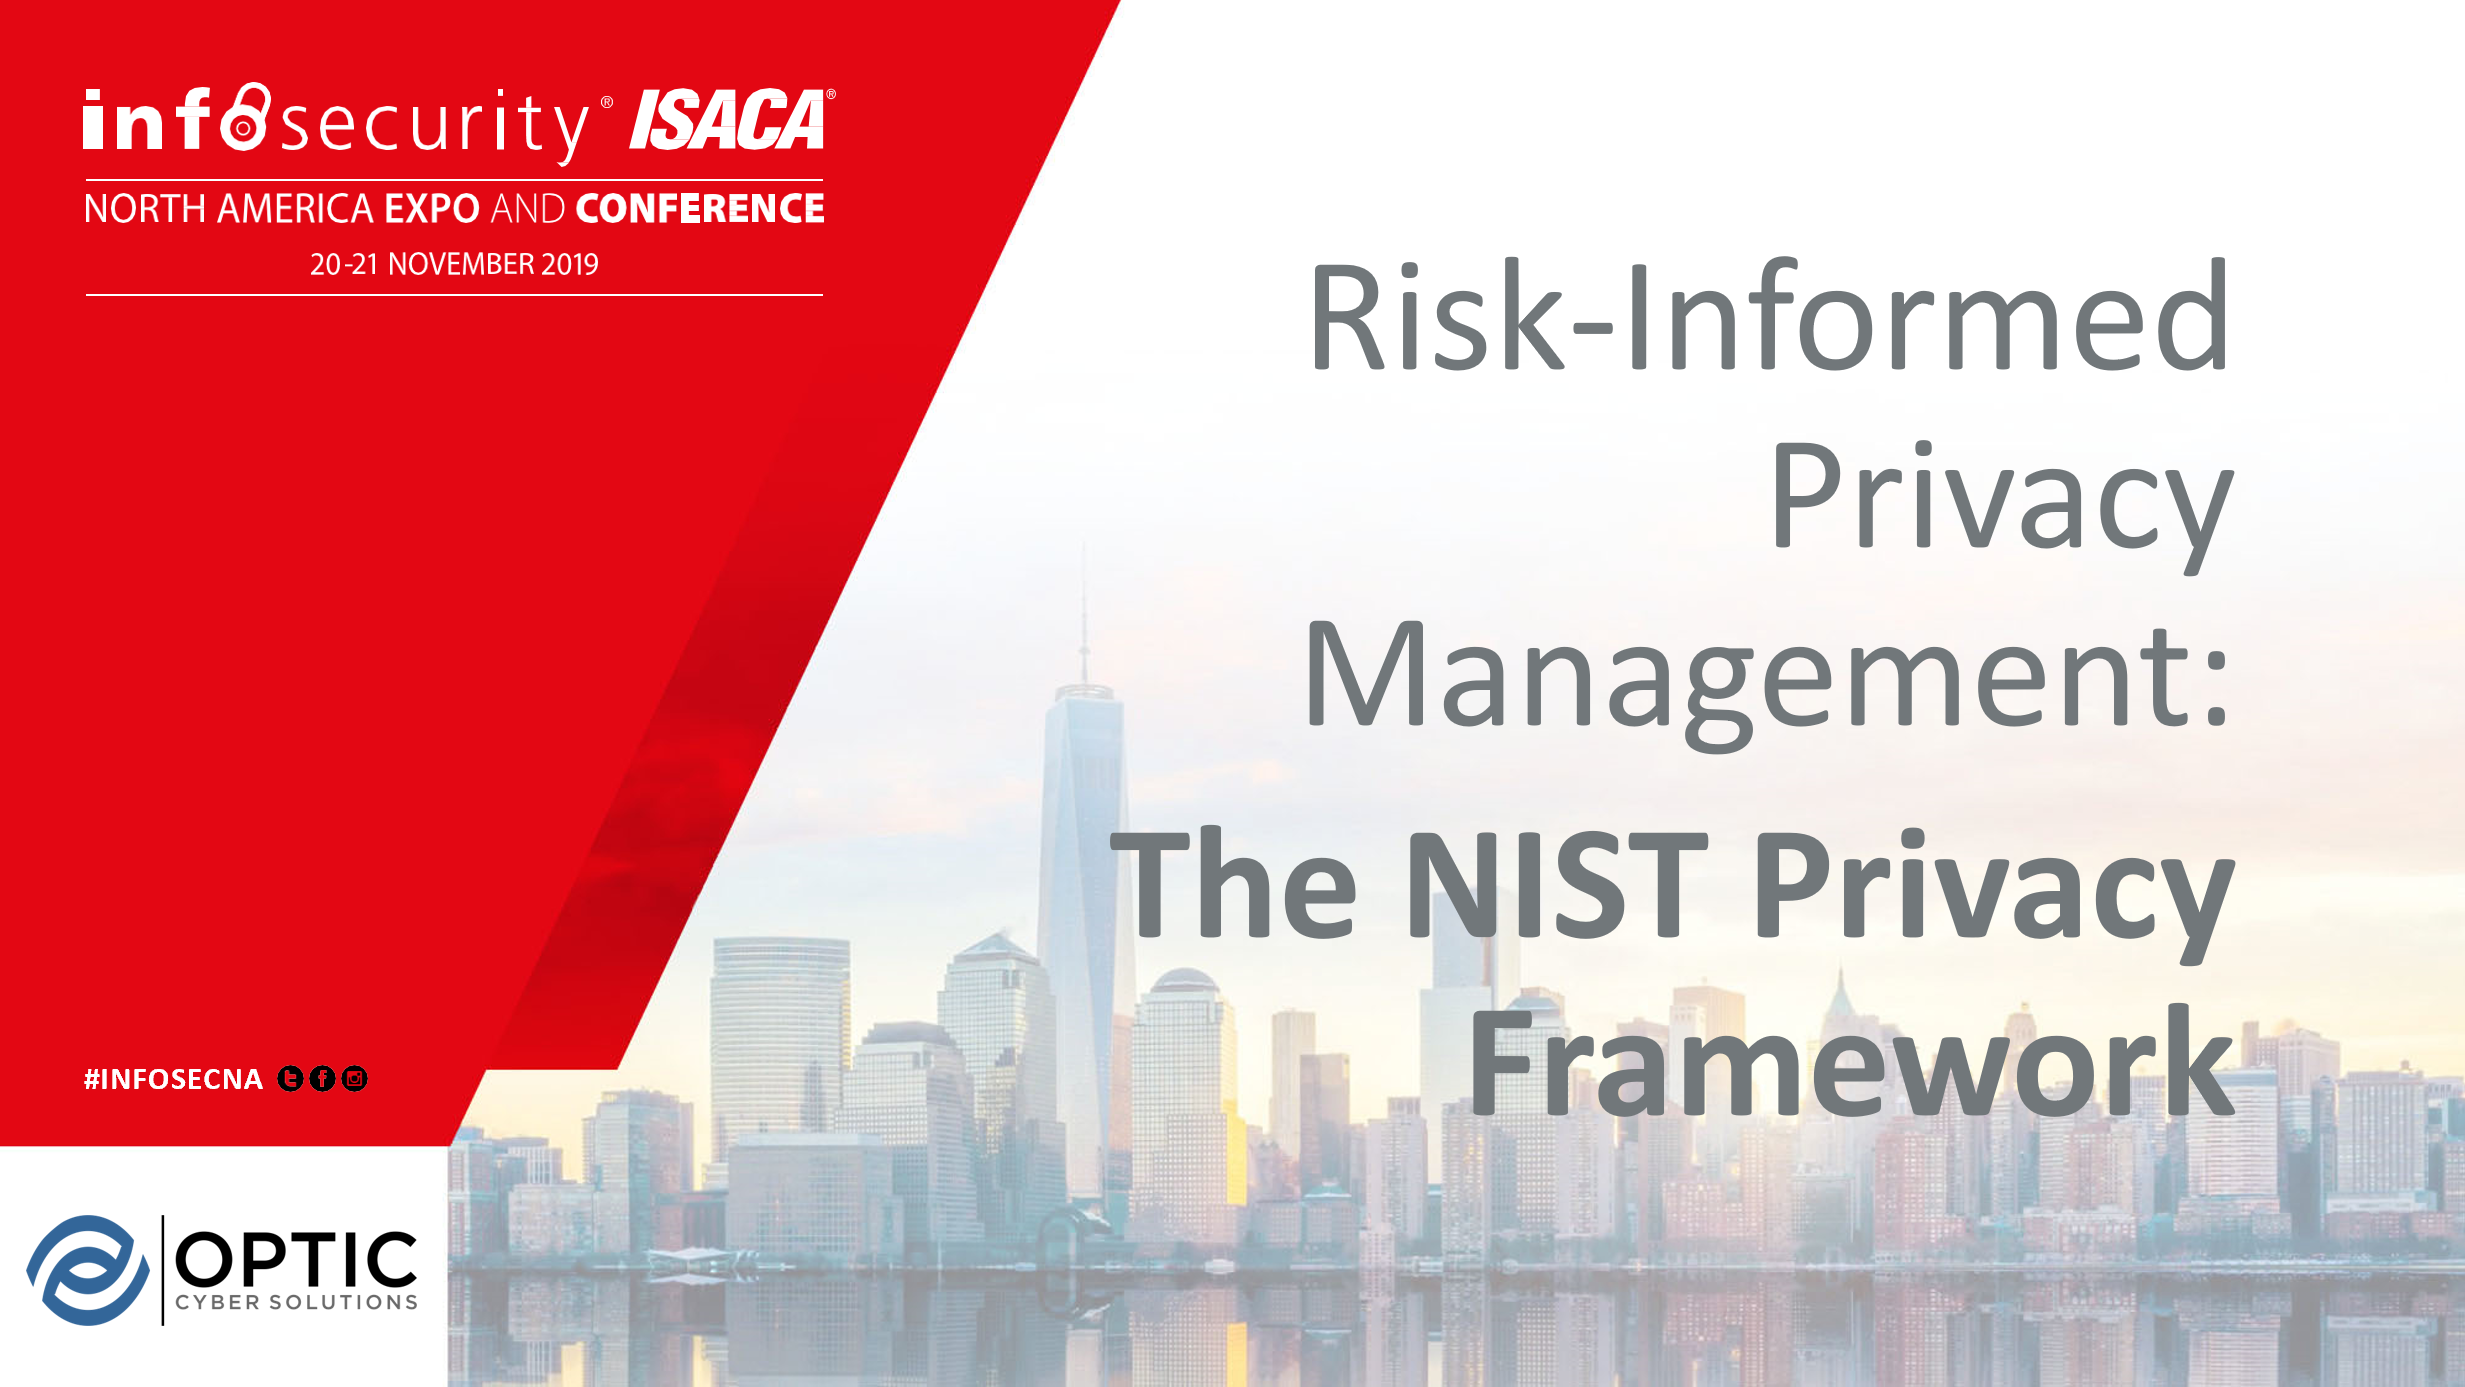 infosecurity® ISACA®
NORTH AMERICA EXPO AND CONFERENCE
20-21 NOVEMBER 2019
Risk-Informed
Privacy
Management:
The NIST Privacy
Framework
#INFOSECNA
OPTIC
CYBER SOLUTIONS